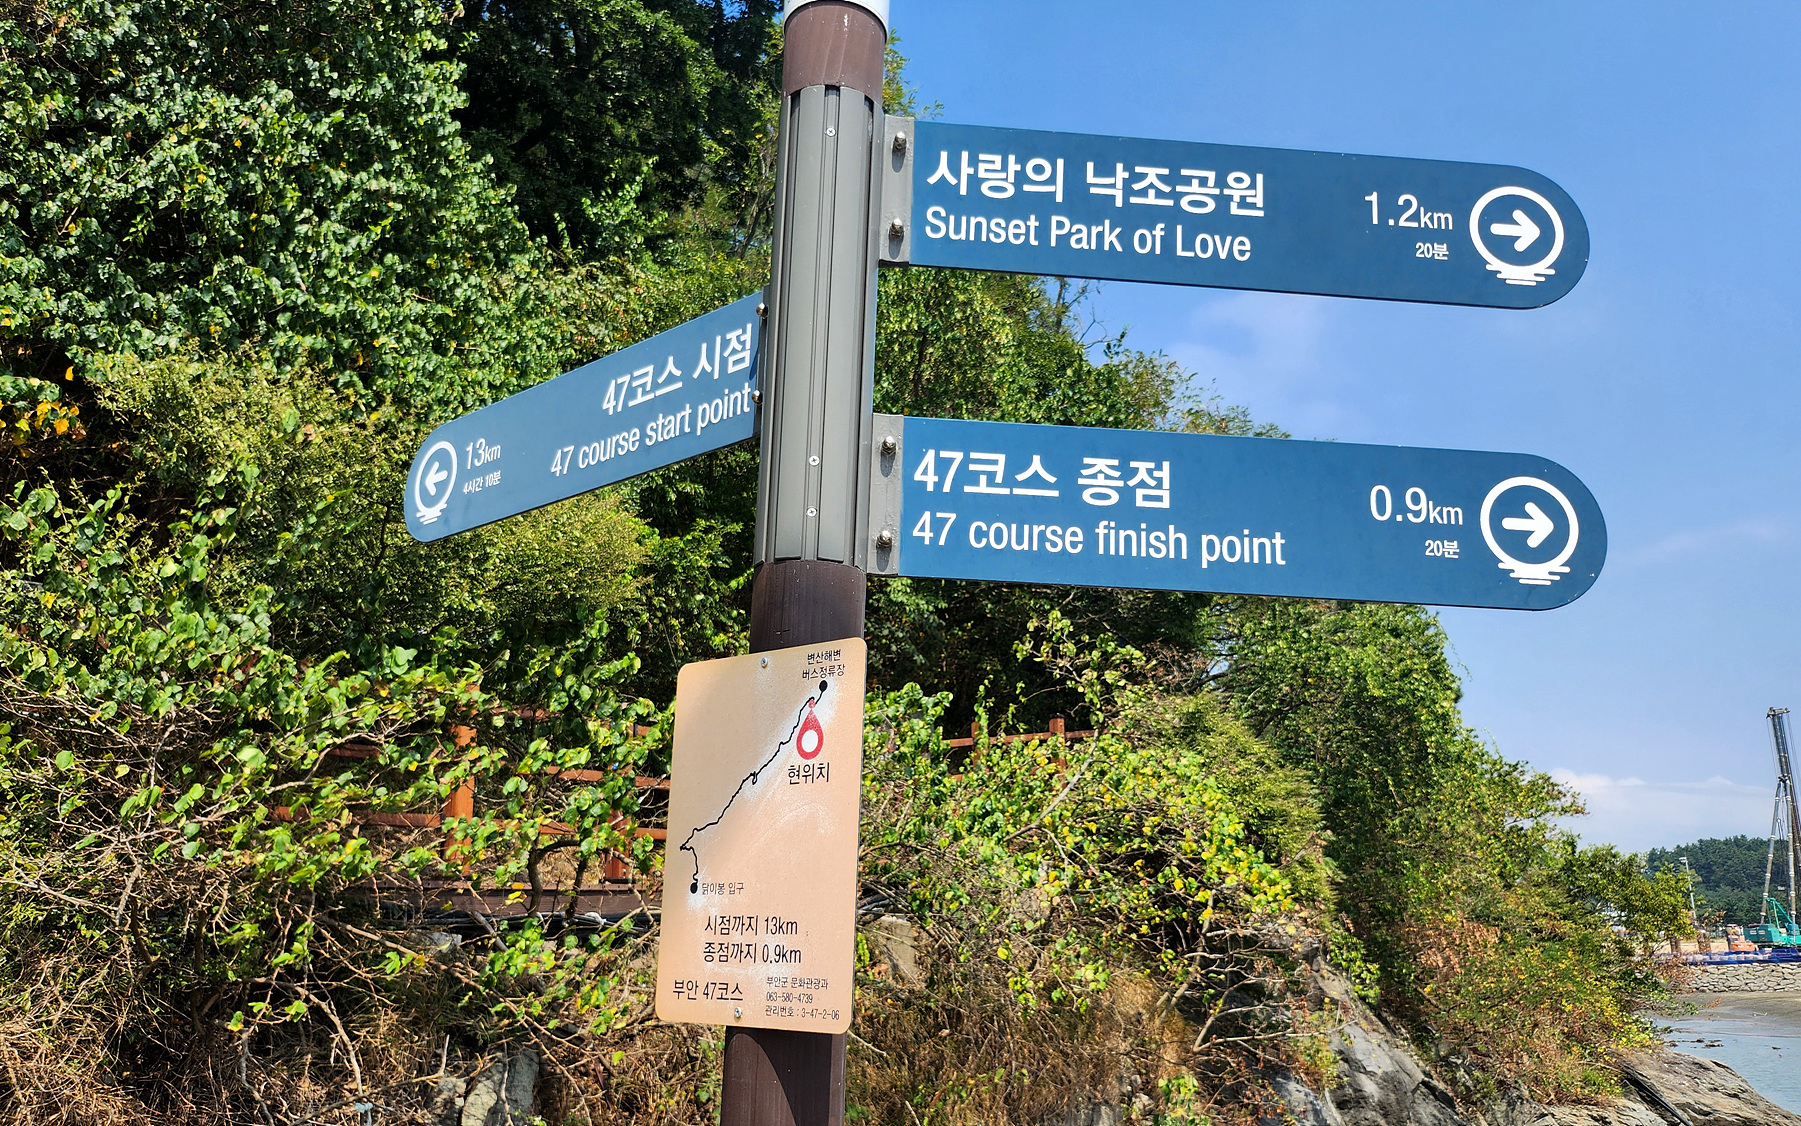 사랑의 낙조공원
Sunset Park of Love
1.2km
20분
47코스 시점
47 course start point
13km
4시간 10분
47코스 종점
47 course finish point
0.9km
20분
변산해변
버스정류장
현위치
닭이봉 입구
시점까지 13km
종점까지 0.9km
부안 47코스
부안군 문화관광과
063-580-4739
관리번호 : 3-47-2-06